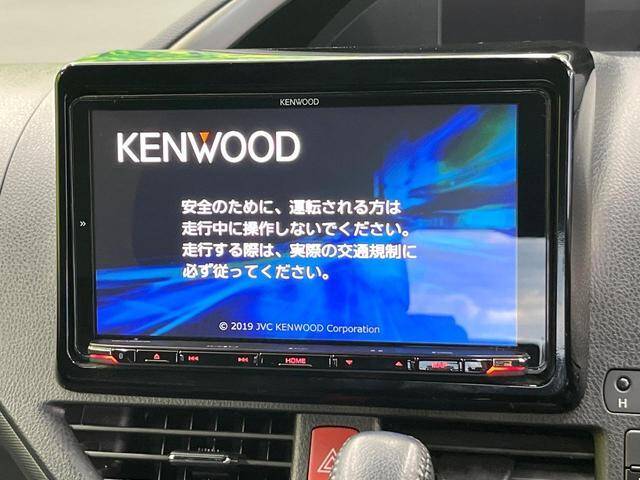 KENWOOD
KENWOOD
安全のために、運転される方は
走行中に操作しないでください。
走行する際は、実際の交通規制に
必ず従ってください。
© 2019 JVC KENWOOD Corporation
HOME
MAP
H